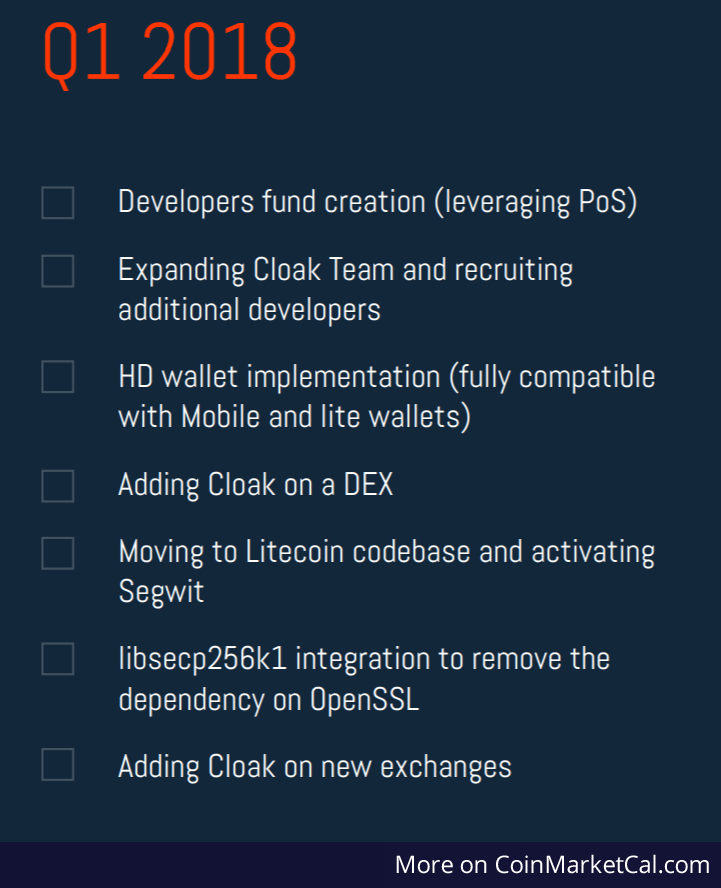 Q1 2018
Developers fund creation (leveraging PoS)
Expanding Cloak Team and recruiting
additional developers
HD wallet implementation (fully compatible
with Mobile and lite wallets)
Adding Cloak on a DEX
Moving to Litecoin codebase and activating
Segwit
libsecp256k1 integration to remove the
dependency on OpenSSL
Adding Cloak on new exchanges
More on CoinMarketCal.com